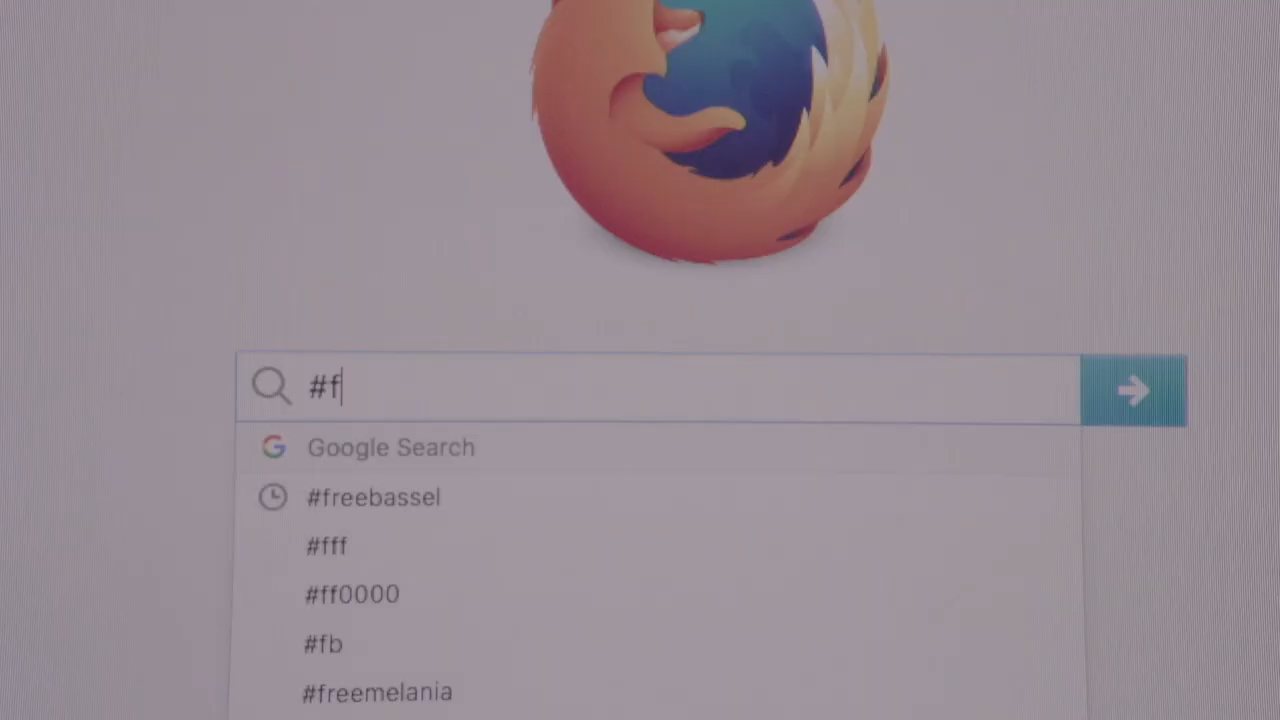 #f
Google Search
#freebassel
#fff
#ff0000
#fb
#freemelania